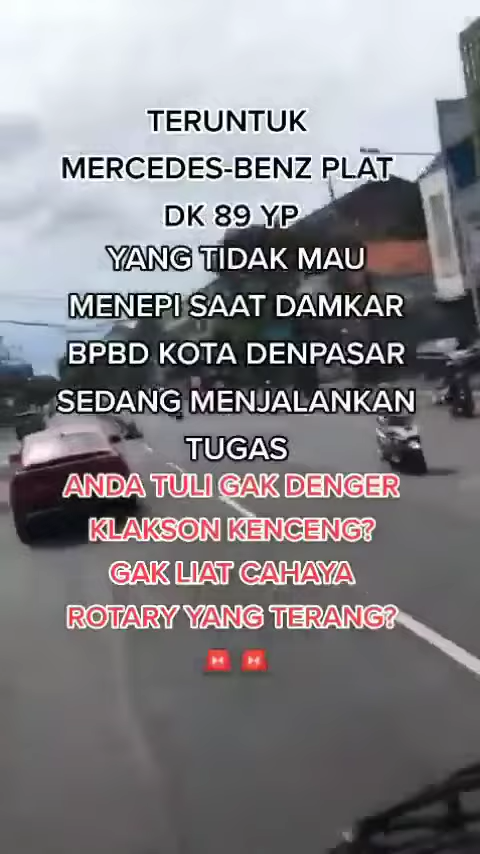 TERUNTUK
MERCEDES-BENZ PLAT
DK 89 YP
YANG TIDAK MAU
MENEPI SAAT DAMKAR
BPBD KOTA DENPASAR
SEDANG MENJALANKAN
TUGAS
ANDA TULI GAK DENGER
KLAKSON KENCENG?
GAK LIAT CAHAYA
ROTARY YANG TERANG?
🚨 🚨